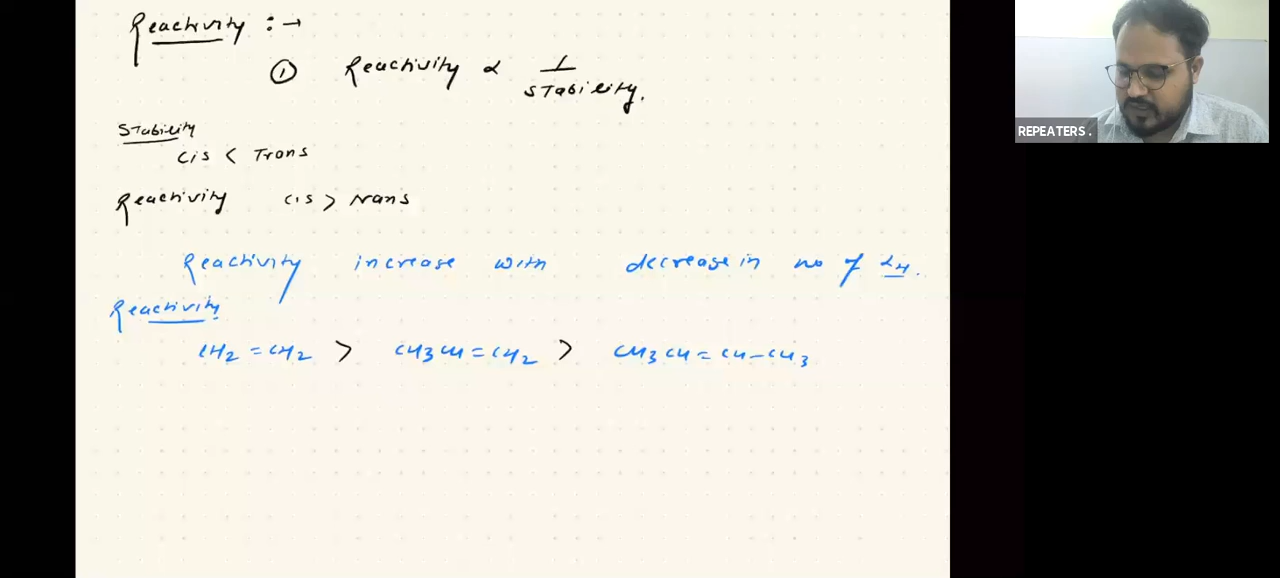 Reactivity :→
① Reactivity α 1/stability.
Stability
cis < Trans
Reactivity cis > trans
Reactivity increase with decrease in no of αH.
Reactivity
CH2 = CH2 > CH3CH = CH2 > CH3CH = CH-CH3
REPEATERS .